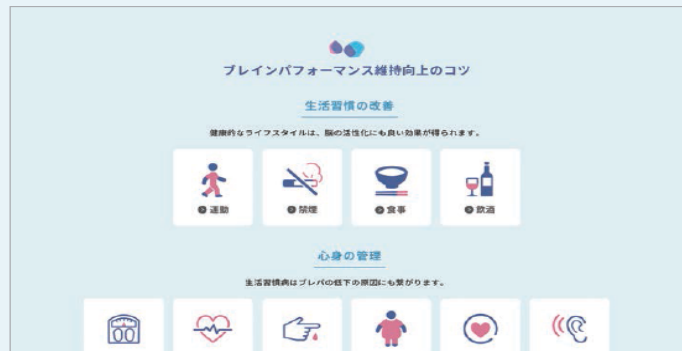 ブレインパフォーマンス維持向上のコツ
生活習慣の改善
健康的なライフスタイルは、脳の活性化にも良い効果が得られます。
運動
禁煙
食事
飲酒
心身の管理
生活習慣病はブレパの低下の原因にも繋がります。